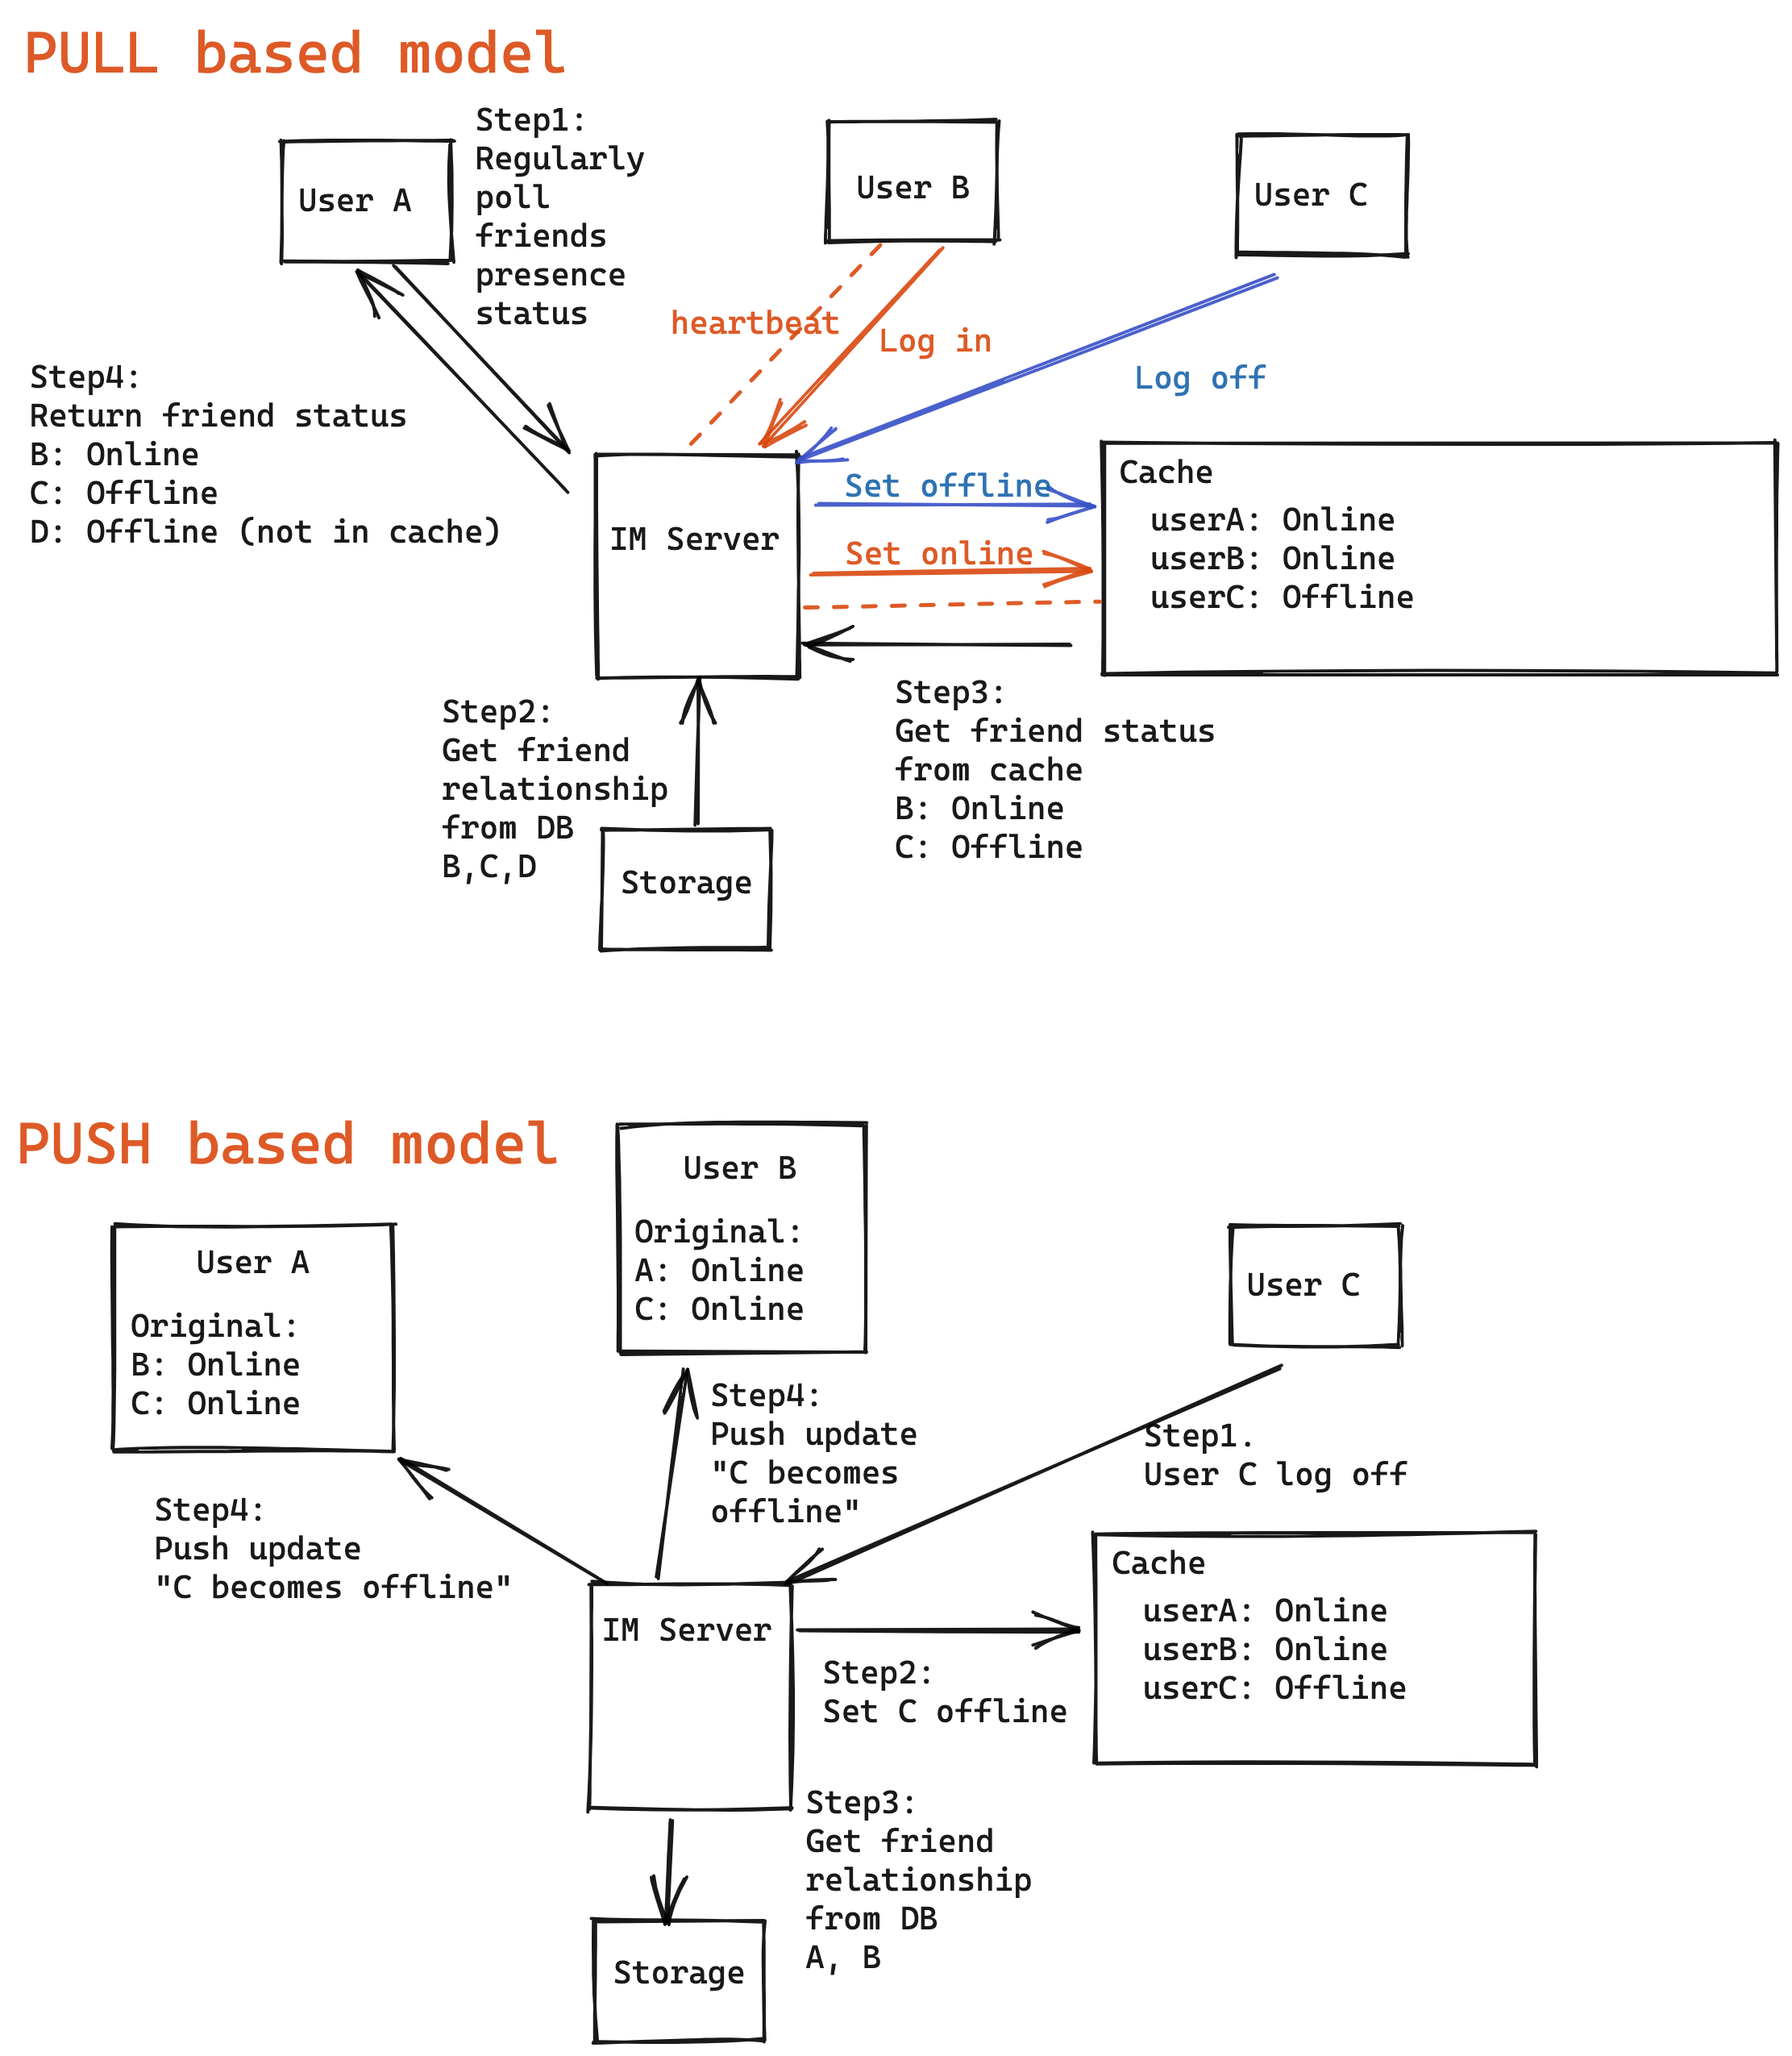 PULL based model
User A
Step1:
Regularly
poll
friends
presence
status
User B
User C
heartbeat
Log in
Log off
Step4:
Return friend status
B: Online
C: Offline
D: Offline (not in cache)
IM Server
Set offline
Set online
Cache
userA: Online
userB: Online
userC: Offline
Step2:
Get friend
relationship
from DB
B,C,D
Step3:
Get friend status
from cache
B: Online
C: Offline
Storage
PUSH based model
User B
Original:
A: Online
C: Online
User A
Original:
B: Online
C: Online
User C
Step4:
Push update
"C becomes
offline"
Step1.
User C log off
Step4:
Push update
"C becomes offline"
IM Server
Cache
userA: Online
userB: Online
userC: Offline
Step2:
Set C offline
Step3:
Get friend
relationship
from DB
A, B
Storage